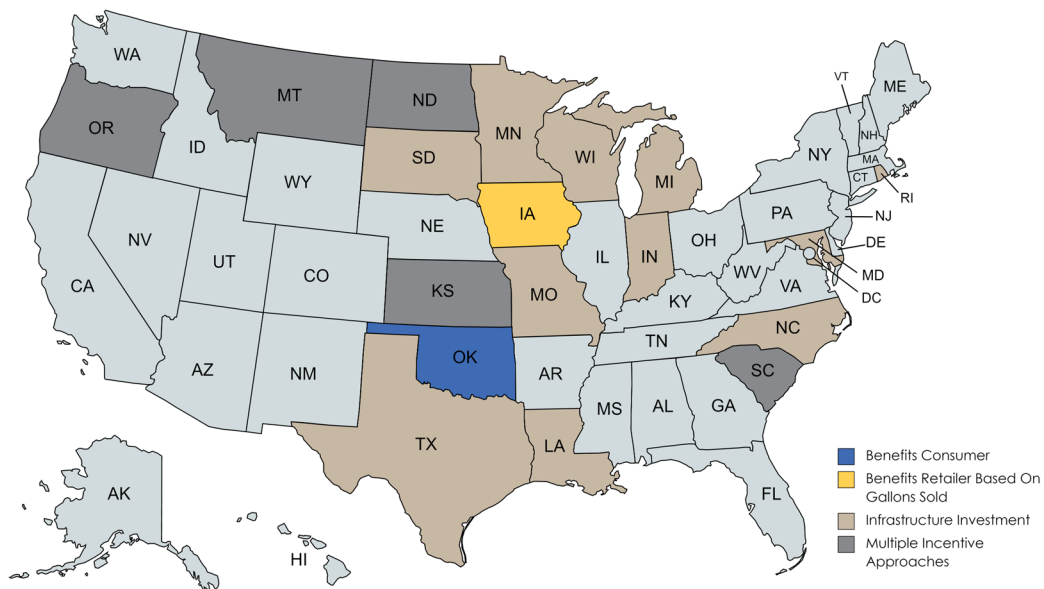 WA
MT
ND
MN
OR
ID
SD
WI
MI
WY
IA
NE
NV
UT
CO
CA
KS
MO
IL
IN
OH
KY
WV
VA
PA
NY
VT
NH
ME
MA
CT
RI
NJ
DE
MD
DC
NC
TN
SC
AZ
NM
OK
AR
TX
LA
MS
AL
GA
FL
AK
HI
Benefits Consumer
Benefits Retailer Based On
Gallons Sold
Infrastructure Investment
Multiple Incentive
Approaches